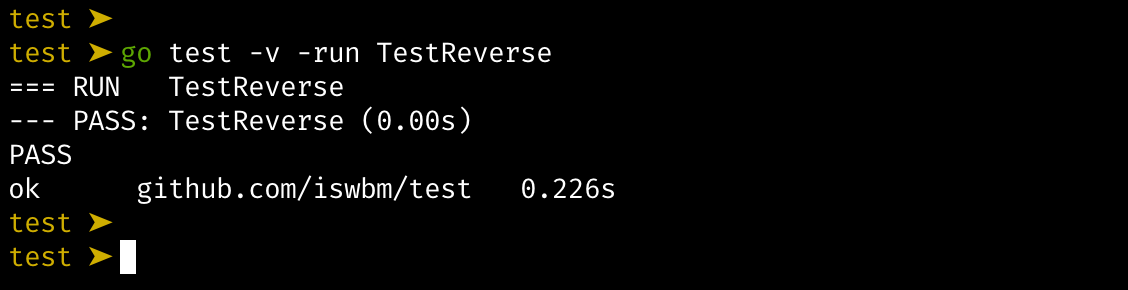 test ➤
test ➤ go test -v -run TestReverse
=== RUN   TestReverse
--- PASS: TestReverse (0.00s)
PASS
ok      github.com/iswbm/test   0.226s
test ➤
test ➤